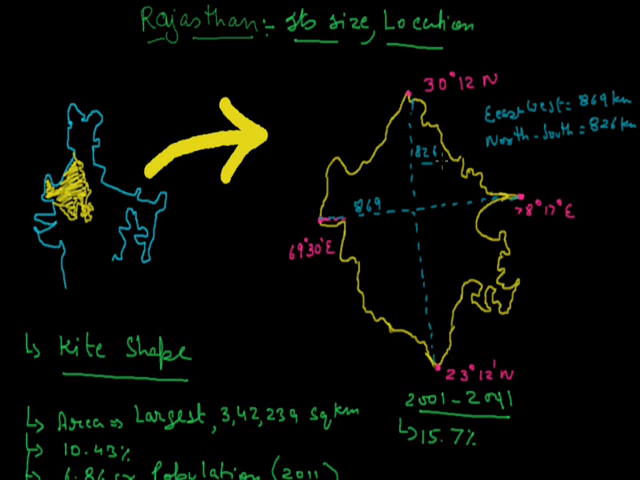 Rajasthan:- Its size, Location
30°12 N
East West = 869 km
North-South = 826 km
826
869
78°17'E
69°30'E
23°12'N
↳ Kite Shape
2001-2041
↳ 15.7%
↳ Area => Largest, 3,42,239 sq km
↳ 10.43%
↳ Population (2011)